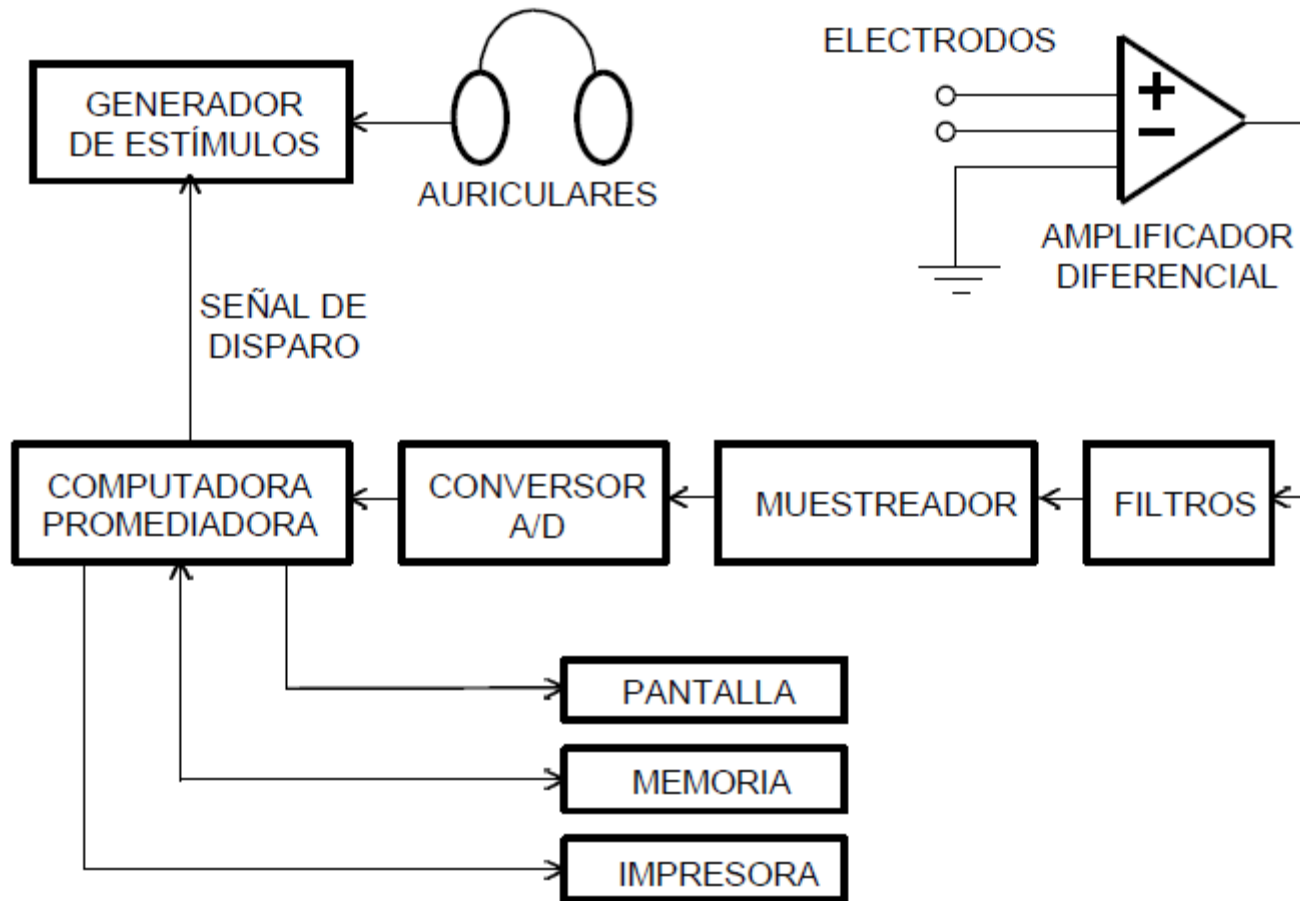 GENERADOR
DE ESTÍMULOS
AURICULARES
ELECTRODOS
+
−
AMPLIFICADOR
DIFERENCIAL
SEÑAL DE
DISPARO
COMPUTADORA
PROMEDIADORA
CONVERSOR
A/D
MUESTREADOR
FILTROS
PANTALLA
MEMORIA
IMPRESORA